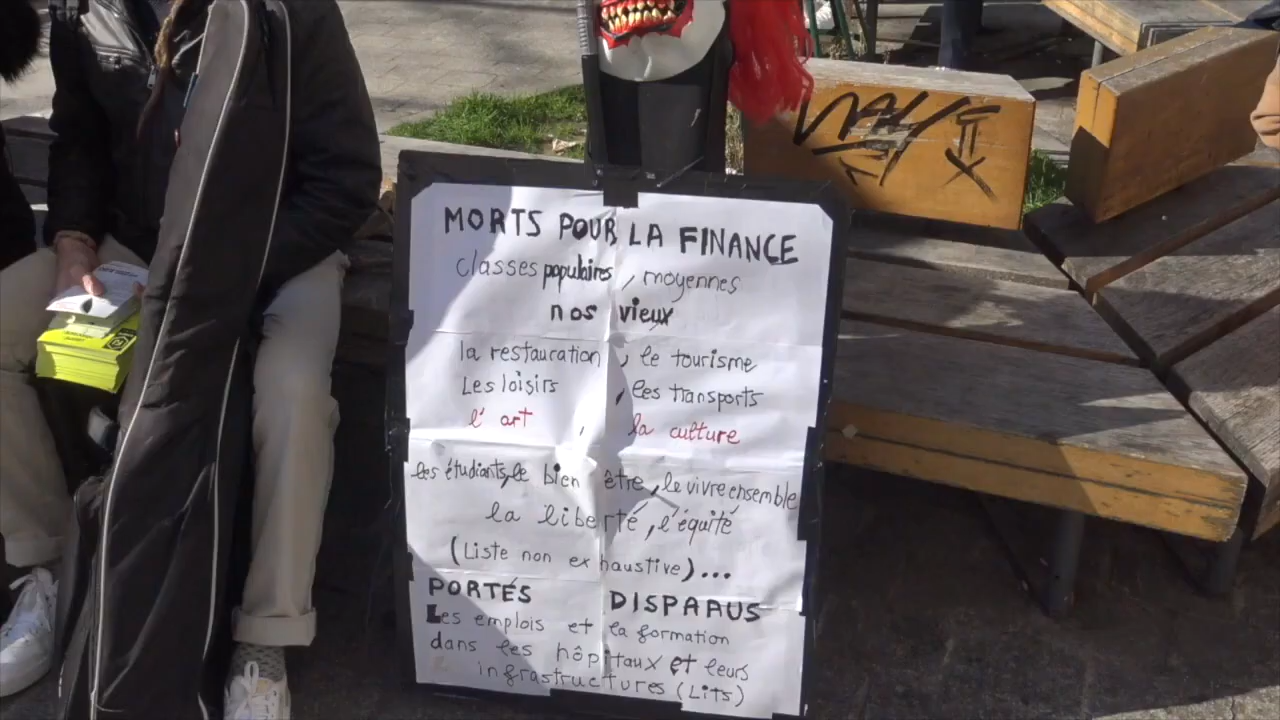 MORTS POUR LA FINANCE
classes populaires, moyennes
nos vieux
la restauration, le tourisme
Les loisirs, les transports
l'art, la culture
les étudiants, le bien être, le vivre ensemble
la liberté, l'équité
(Liste non exhaustive)...
PORTÉS DISPARUS
Les emplois et la formation
dans les hôpitaux et leurs
infrastructures (Lits)